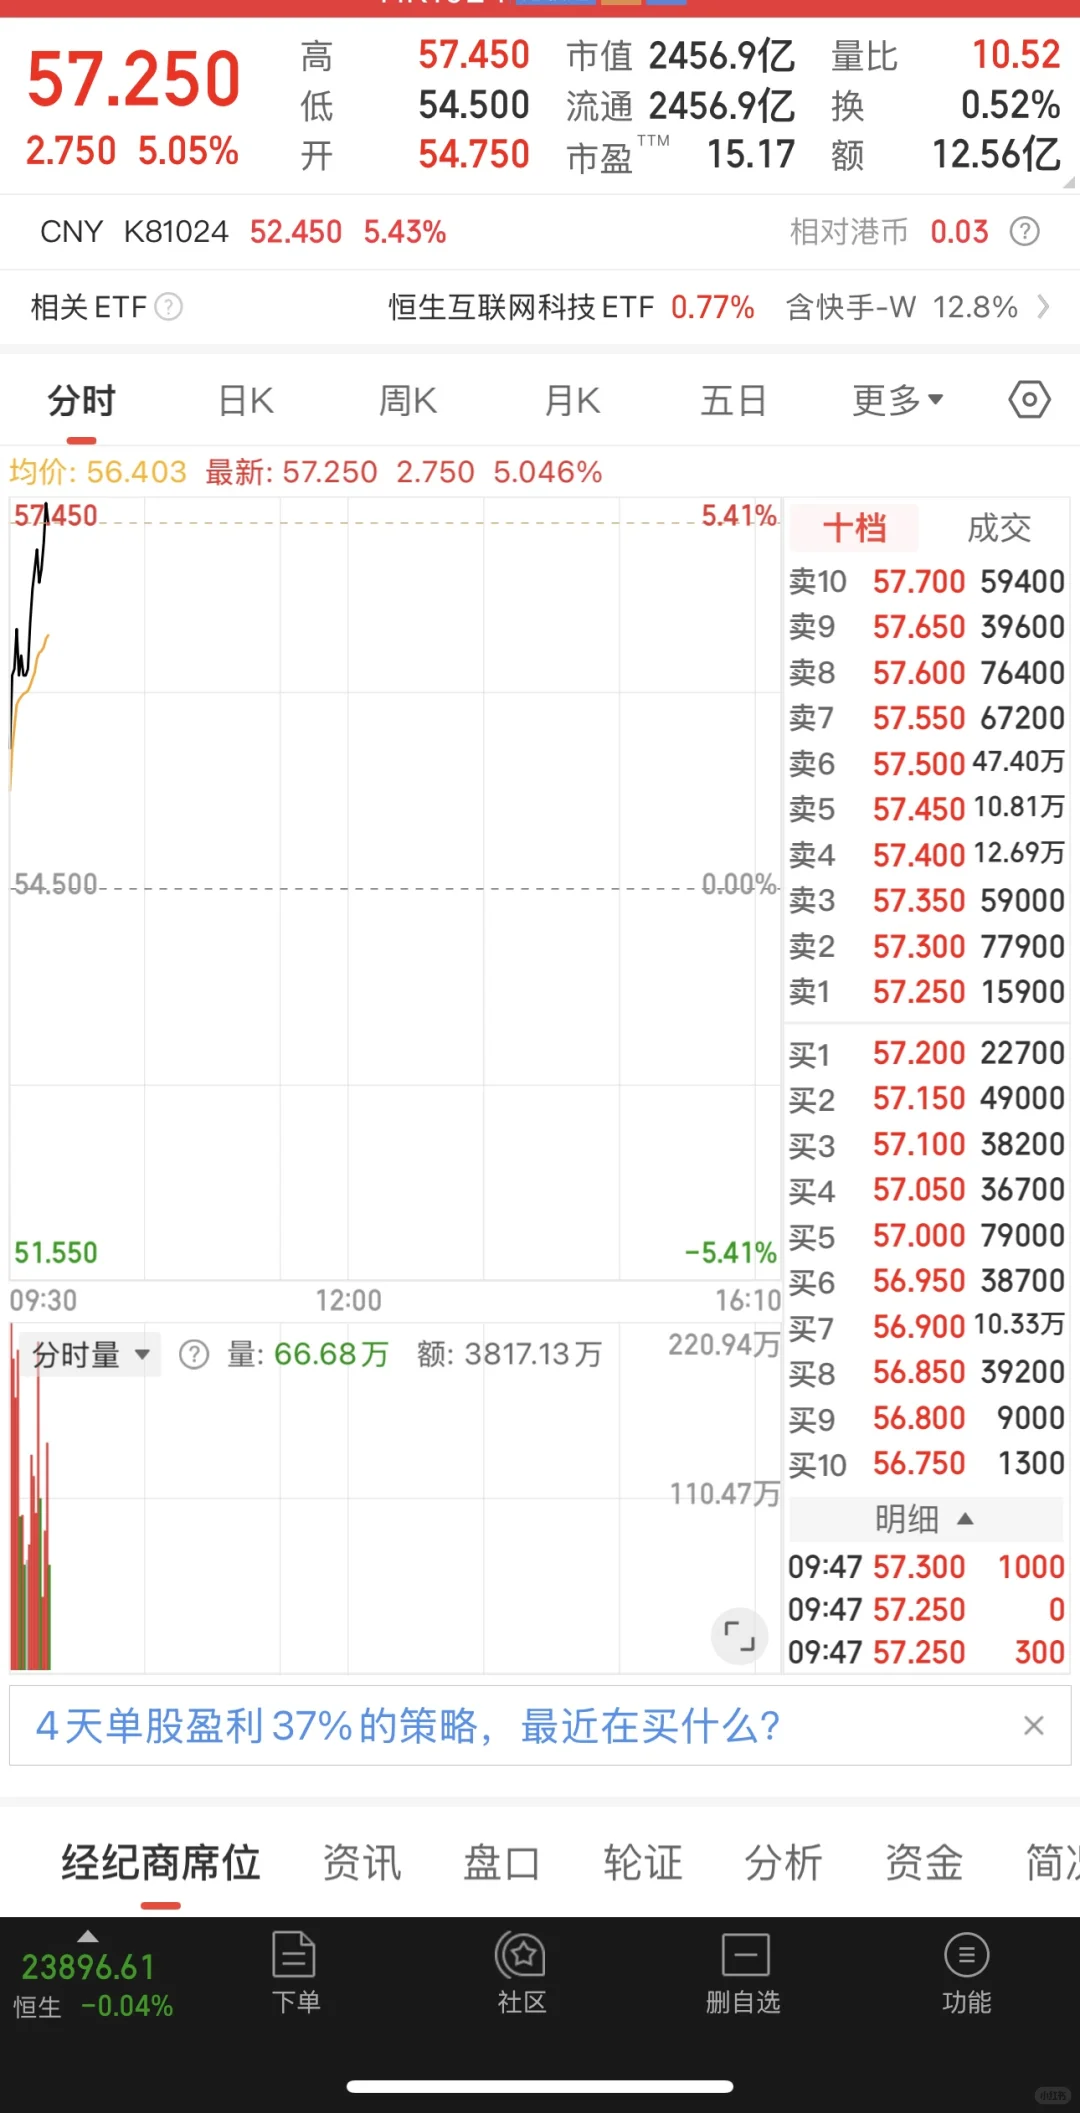 57.250
2.750 5.05%
高 57.450 市值 2456.9亿 量比 10.52
低 54.500 流通 2456.9亿 换 0.52%
开 54.750 市盈TTM 15.17 额 12.56亿
CNY K81024 52.450 5.43% 相对港币 0.03 ?
相关ETF ? 恒生互联网科技ETF 0.77% 含快手-W 12.8%
分时 日K 周K 月K 五日 更多
均价: 56.403 最新: 57.250 2.750 5.046%
57.450 5.41%
54.500 0.00%
51.550 -5.41%
09:30 12:00 16:10
分时量 ? 量: 66.68万 额: 3817.13万 220.94万
110.47万
十档 成交
卖10 57.700 59400
卖9 57.650 39600
卖8 57.600 76400
卖7 57.550 67200
卖6 57.500 47.40万
卖5 57.450 10.81万
卖4 57.400 12.69万
卖3 57.350 59000
卖2 57.300 77900
卖1 57.250 15900
买1 57.200 22700
买2 57.150 49000
买3 57.100 38200
买4 57.050 36700
买5 57.000 79000
买6 56.950 38700
买7 56.900 10.33万
买8 56.850 39200
买9 56.800 9000
买10 56.750 1300
明细
09:47 57.300 1000
09:47 57.250 0
09:47 57.250 300
4天单股盈利37%的策略，最近在买什么?
经纪商席位 资讯 盘口 轮证 分析 资金 简况
23896.61
恒生 -0.04%
下单 社区 删自选 功能
小红书